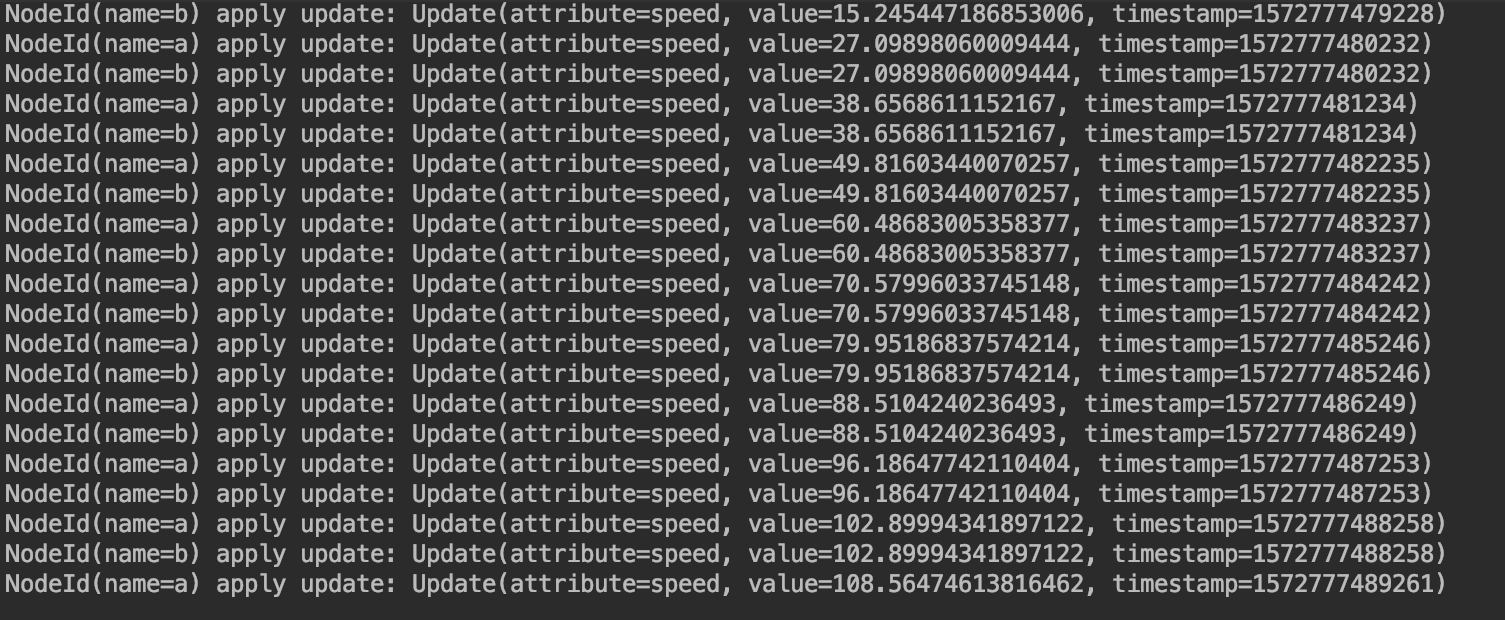 NodeId(name=b) apply update: Update(attribute=speed, value=15.245447186853006, timestamp=1572777479228)
NodeId(name=a) apply update: Update(attribute=speed, value=27.09898060009444, timestamp=1572777480232)
NodeId(name=b) apply update: Update(attribute=speed, value=27.09898060009444, timestamp=1572777480232)
NodeId(name=a) apply update: Update(attribute=speed, value=38.6568611152167, timestamp=1572777481234)
NodeId(name=b) apply update: Update(attribute=speed, value=38.6568611152167, timestamp=1572777481234)
NodeId(name=a) apply update: Update(attribute=speed, value=49.81603440070257, timestamp=1572777482235)
NodeId(name=b) apply update: Update(attribute=speed, value=49.81603440070257, timestamp=1572777482235)
NodeId(name=a) apply update: Update(attribute=speed, value=60.48683005358377, timestamp=1572777483237)
NodeId(name=b) apply update: Update(attribute=speed, value=60.48683005358377, timestamp=1572777483237)
NodeId(name=a) apply update: Update(attribute=speed, value=70.57996033745148, timestamp=1572777484242)
NodeId(name=b) apply update: Update(attribute=speed, value=70.57996033745148, timestamp=1572777484242)
NodeId(name=a) apply update: Update(attribute=speed, value=79.95186837574214, timestamp=1572777485246)
NodeId(name=b) apply update: Update(attribute=speed, value=79.95186837574214, timestamp=1572777485246)
NodeId(name=a) apply update: Update(attribute=speed, value=88.5104240236493, timestamp=1572777486249)
NodeId(name=b) apply update: Update(attribute=speed, value=88.5104240236493, timestamp=1572777486249)
NodeId(name=a) apply update: Update(attribute=speed, value=96.18647742110404, timestamp=1572777487253)
NodeId(name=b) apply update: Update(attribute=speed, value=96.18647742110404, timestamp=1572777487253)
NodeId(name=a) apply update: Update(attribute=speed, value=102.89994341897122, timestamp=1572777488258)
NodeId(name=b) apply update: Update(attribute=speed, value=102.89994341897122, timestamp=1572777488258)
NodeId(name=a) apply update: Update(attribute=speed, value=108.56474613816462, timestamp=1572777489261)